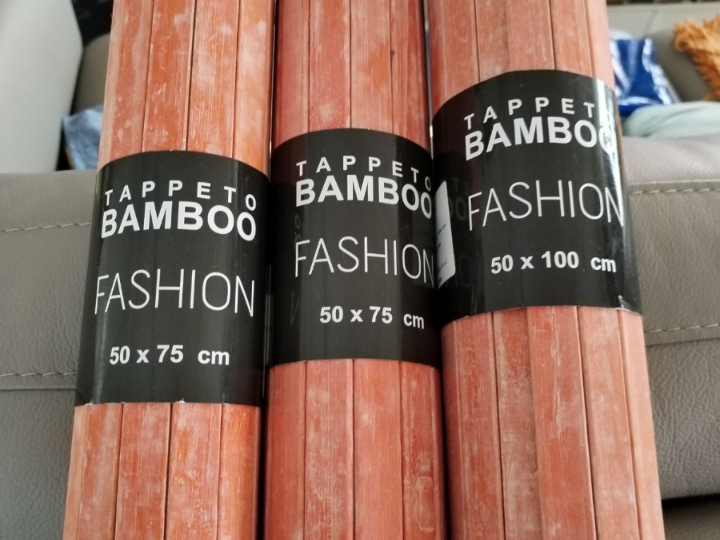 TAPPETO
BAMBOO
FASHION
50 x 75 cm
TAPPETO
BAMBOO
FASHION
50 x 75 cm
TAPPETO
BAMBOO
FASHION
50 x 100 cm